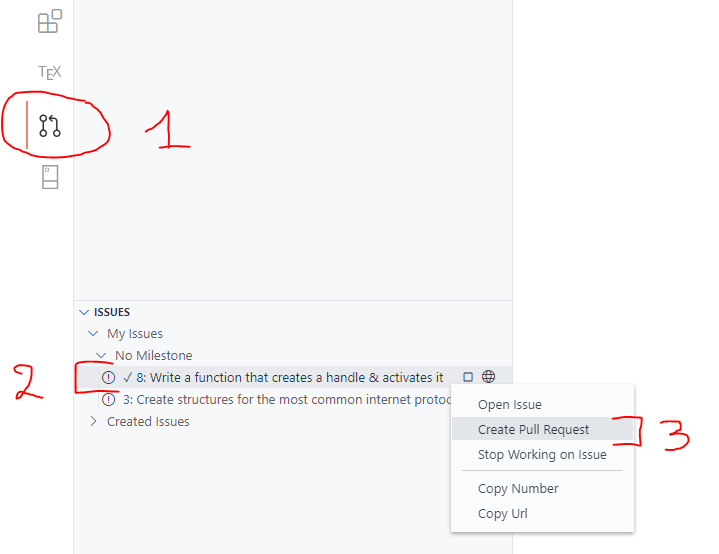 TEX
1
ISSUES
My Issues
No Milestone
2
✓ 8: Write a function that creates a handle & activates it
3: Create structures for the most common internet protoc
Created Issues
Open Issue
Create Pull Request
3
Stop Working on Issue
Copy Number
Copy Url